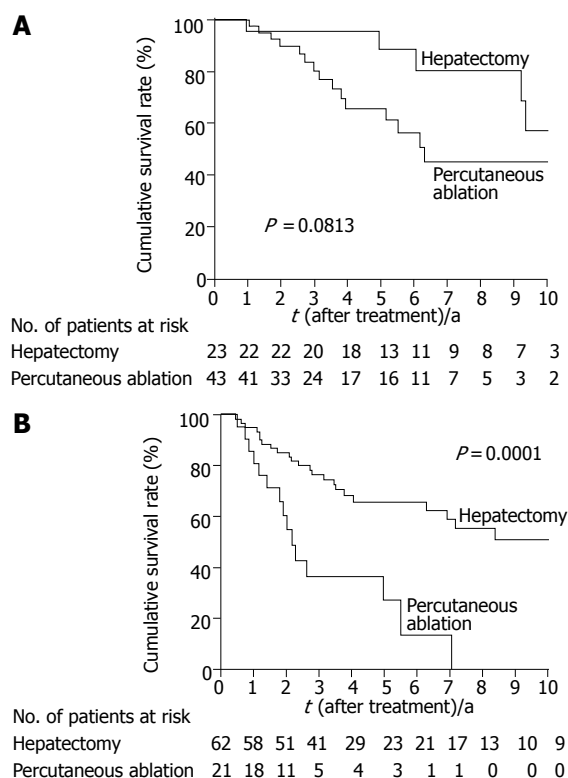 A
Cumulative survival rate (%)
100
80
60
40
20
0
Hepatectomy
Percutaneous
ablation
P = 0.0813
0 1 2 3 4 5 6 7 8 9 10
t (after treatment)/a
No. of patients at risk
Hepatectomy 23 22 22 20 18 13 11 9 8 7 3
Percutaneous ablation 43 41 33 24 17 16 11 7 5 3 2
B
Cumulative survival rate (%)
100
80
60
40
20
0
P = 0.0001
Hepatectomy
Percutaneous
ablation
0 1 2 3 4 5 6 7 8 9 10
t (after treatment)/a
No. of patients at risk
Hepatectomy 62 58 51 41 29 23 21 17 13 10 9
Percutaneous ablation 21 18 11 5 4 3 1 1 0 0 0